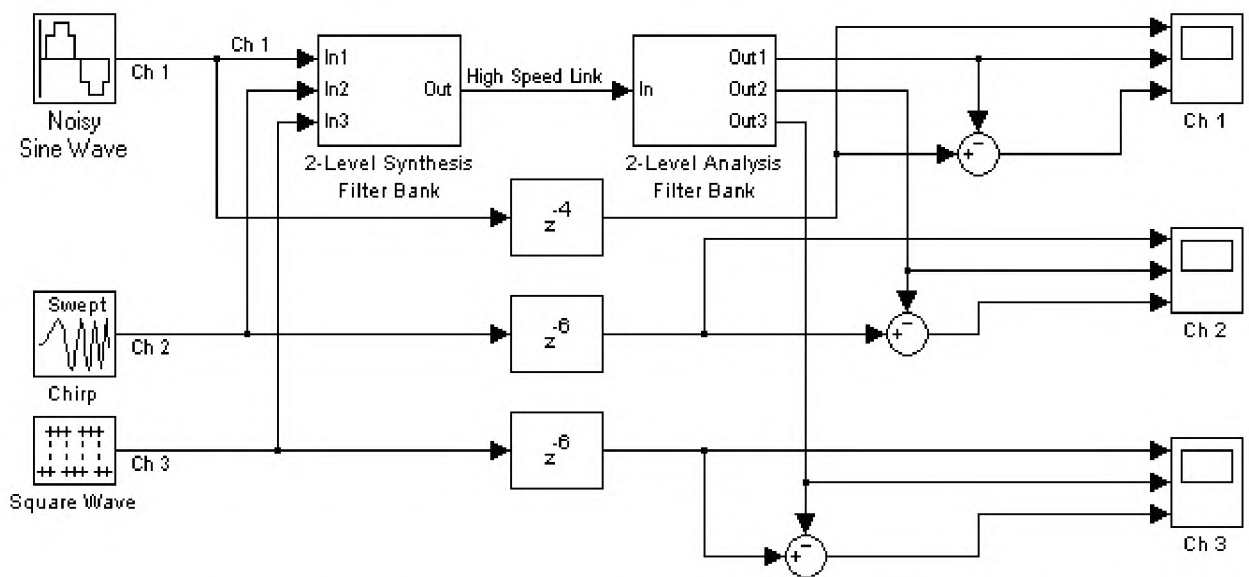 Ch 1
Ch 1
Noisy
Sine Wave
In1
In2
In3
Out
2-Level Synthesis
Filter Bank
High Speed Link
In
Out1
Out2
Out3
2-Level Analysis
Filter Bank
Ch 1
z-4
Swept
Ch 2
Chirp
z-6
Ch 2
Ch 3
Square Wave
z-6
Ch 3